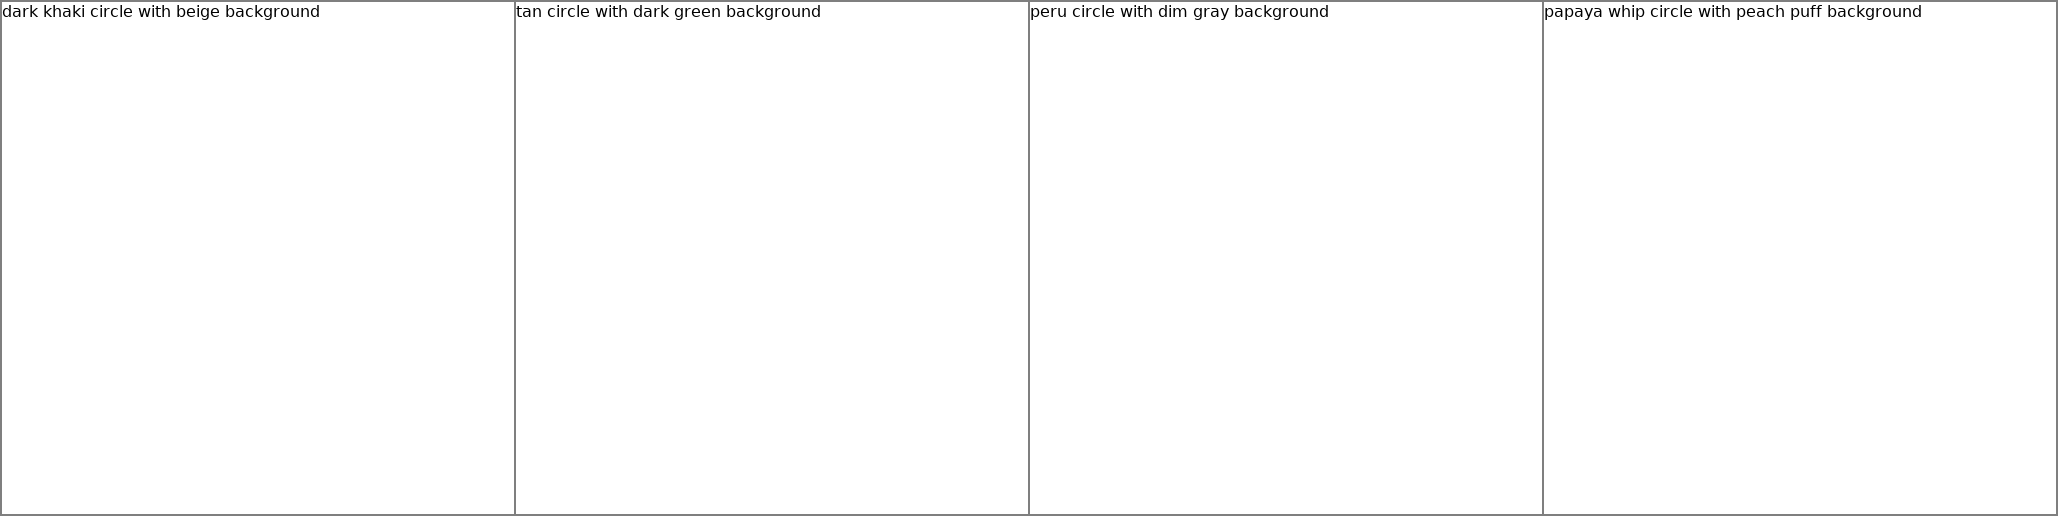 dark khaki circle with beige background
tan circle with dark green background
peru circle with dim gray background
papaya whip circle with peach puff background